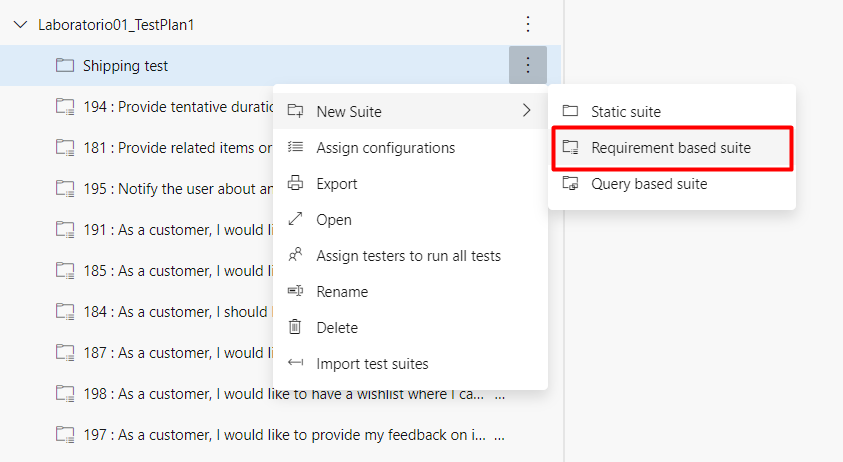 Laboratorio01_TestPlan1
Shipping test
194 : Provide tentative duratio
181 : Provide related items or
195 : Notify the user about an
191 : As a customer, I would li
185 : As a customer, I would li
184 : As a customer, I should
187 : As a customer, I would li
198 : As a customer, I would like to have a wishlist where I ca... ...
197 : As a customer, I would like to provide my feedback on i... ...
New Suite
Assign configurations
Export
Open
Assign testers to run all tests
Rename
Delete
Import test suites
Static suite
Requirement based suite
Query based suite